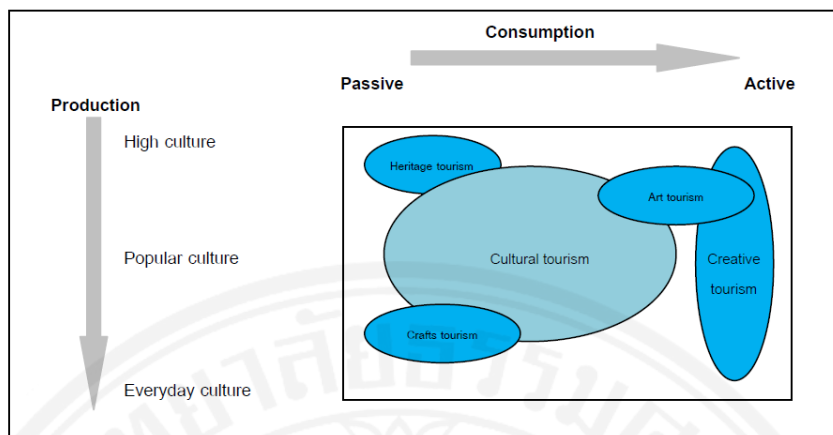 Consumption
Passive
Active
Production
High culture
Heritage tourism
Art tourism
Popular culture
Cultural tourism
Creative
tourism
Crafts tourism
Everyday culture